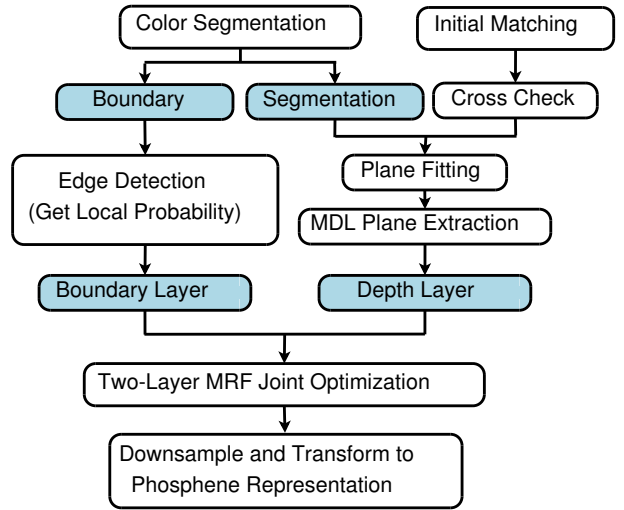 Color Segmentation
Initial Matching
Boundary
Segmentation
Cross Check
Edge Detection
(Get Local Probability)
Plane Fitting
MDL Plane Extraction
Boundary Layer
Depth Layer
Two-Layer MRF Joint Optimization
Downsample and Transform to
Phosphene Representation